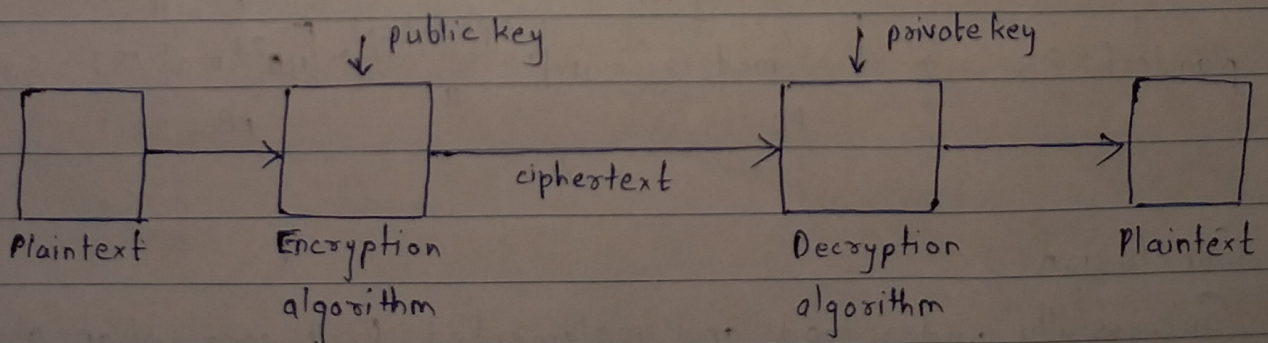 public key
private key
ciphertext
Plaintext
Encryption
algorithm
Decryption
algorithm
Plaintext